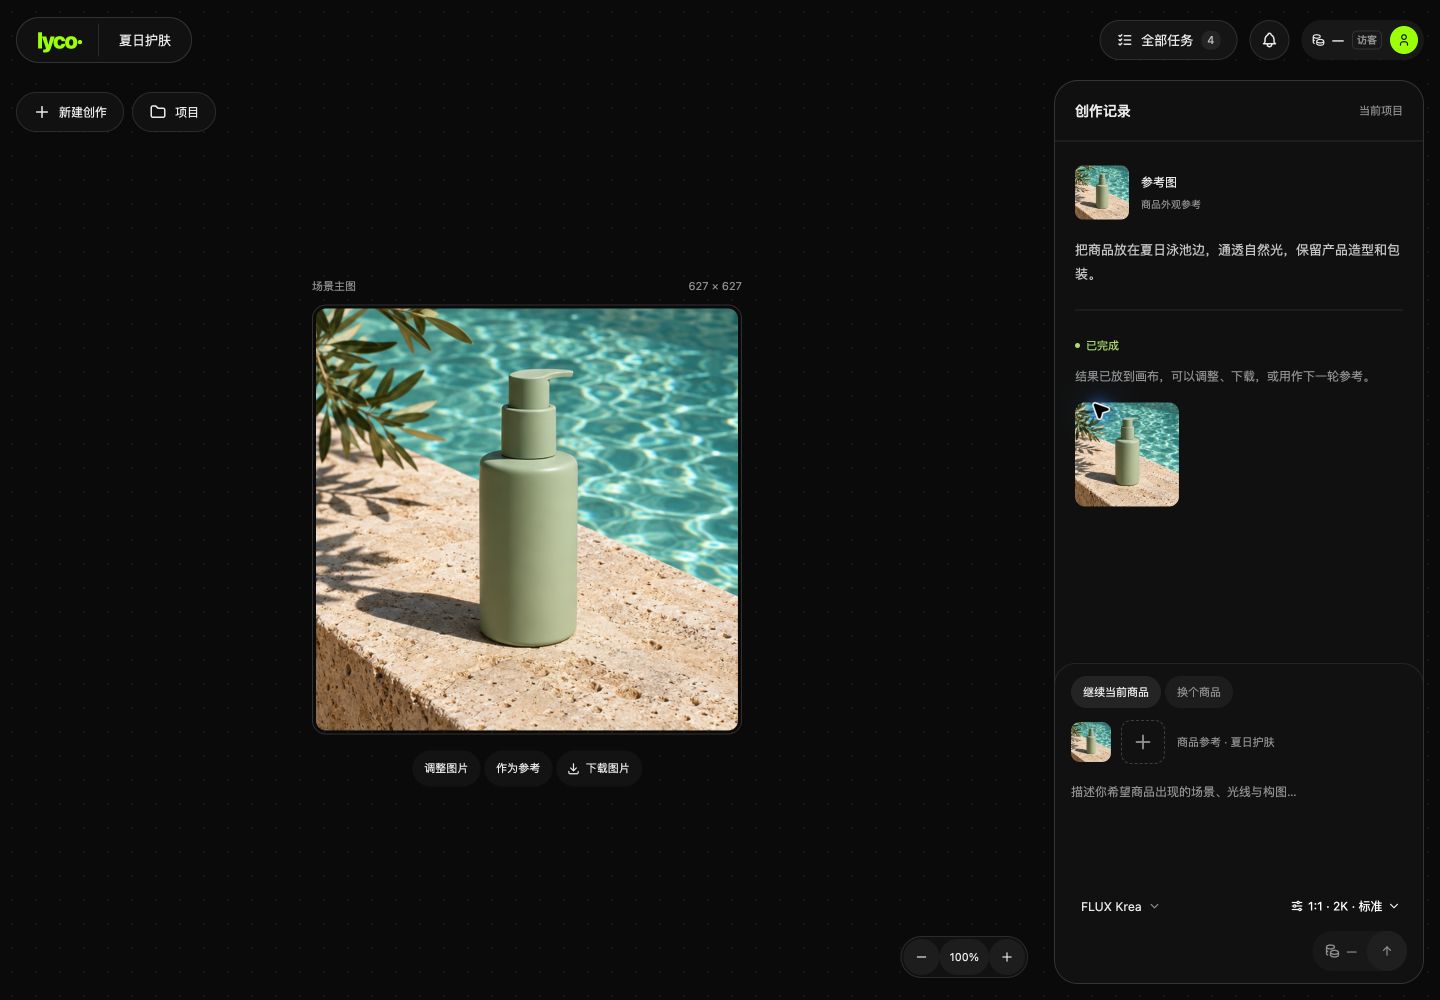 lyco
夏日护肤
全部任务 4
— 访客
新建创作
项目
创作记录
当前项目
参考图
商品外观参考
把商品放在夏日泳池边，通透自然光，保留产品造型和包
装。
场景主图
627 × 627
已完成
结果已放到画布，可以调整、下载，或用作下一轮参考。
调整图片
作为参考
下载图片
继续当前商品
换个商品
商品参考 · 夏日护肤
描述你希望商品出现的场景、光线与构图...
FLUX Krea
1:1 · 2K · 标准
—
− 100% +